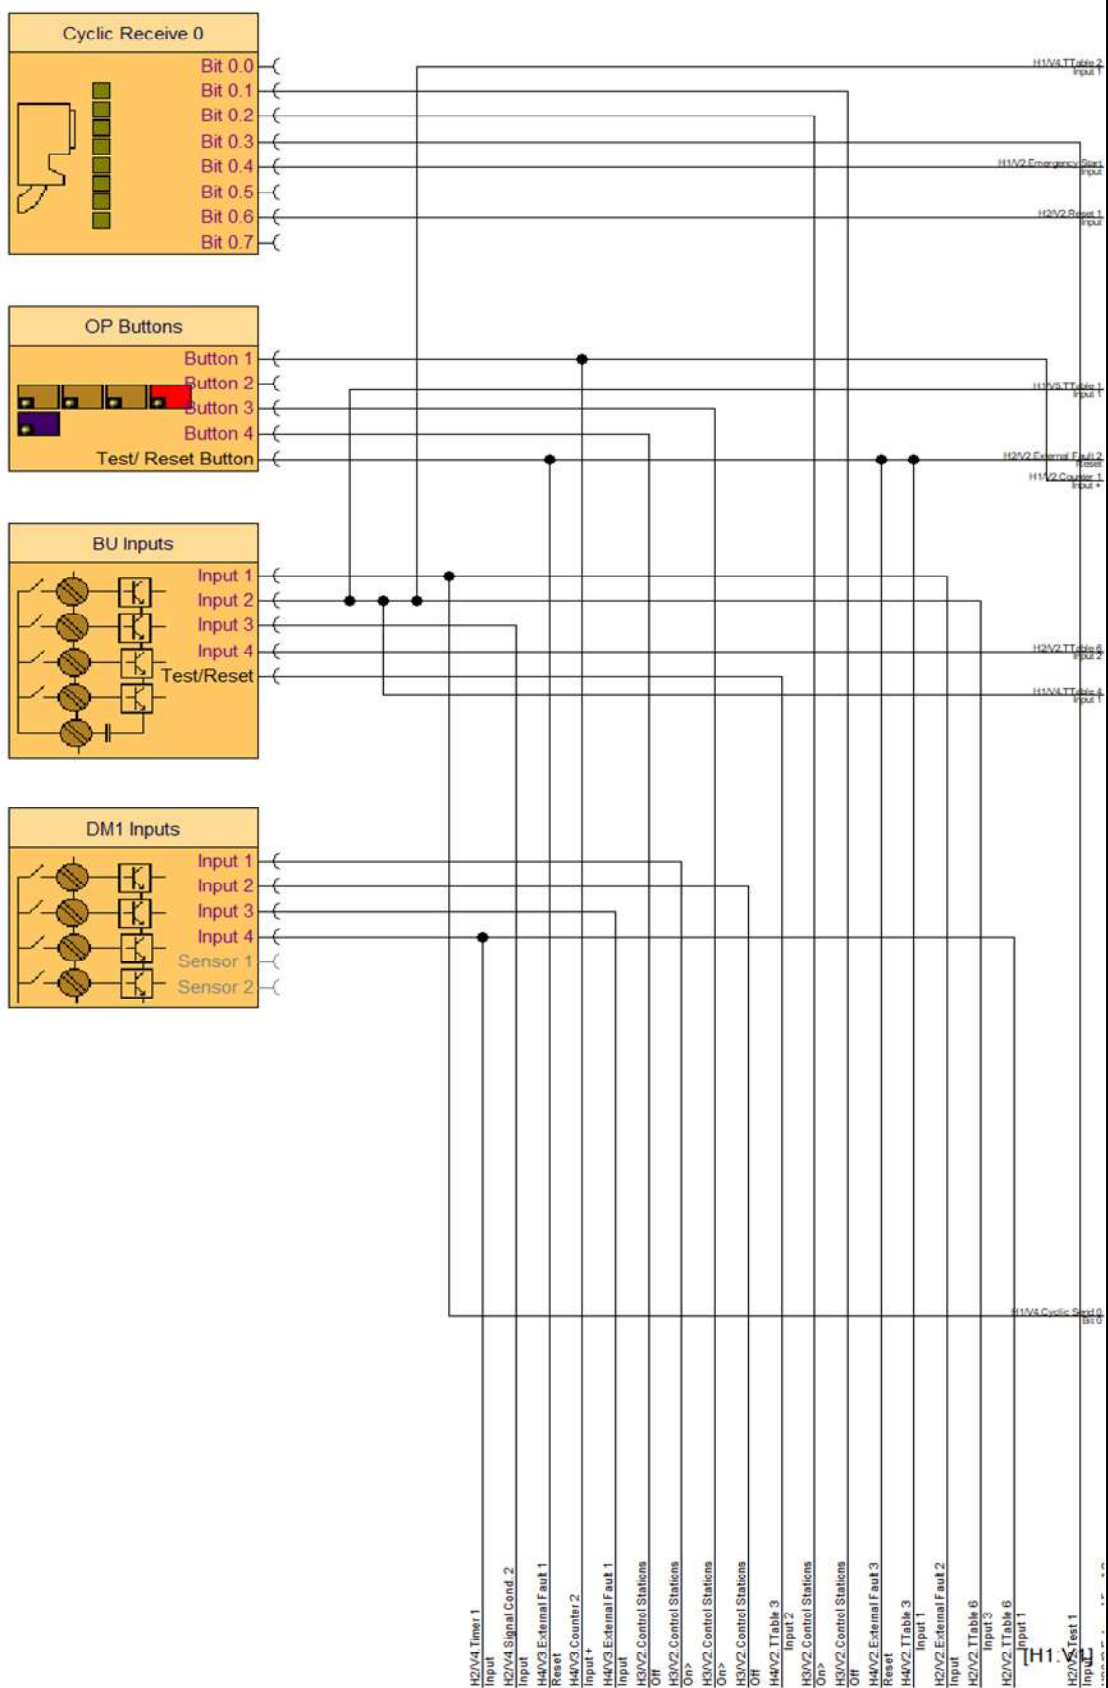 Cyclic Receive 0
Bit 0.0
H1/V4.TTable 2
Input 1
Bit 0.1
Bit 0.2
Bit 0.3
Bit 0.4
H1/V2.Emergency Start
Input
Bit 0.5
Bit 0.6
H2/V2.Reset 1
Input
Bit 0.7
OP Buttons
Button 1
Button 2
H1/V5.TTable 1
Input 1
Button 3
Button 4
Test/ Reset Button
H2/V2.External Fault 2
Reset
H1/V2.Counter 1
Input +
BU Inputs
Input 1
Input 2
Input 3
Input 4
H2/V2.TTable 6
Input 2
Test/Reset
H1/V4.TTable 4
Input 1
DM1 Inputs
Input 1
Input 2
Input 3
Input 4
Sensor 1
Sensor 2
H1/V4.Cyclic Send 0
Bit 0
H2/V4.Timer 1
Input
H2/V4.Signal Cond. 2
Input
H4/V3.External Fault 1
Reset
H4/V3.Counter 2
Input +
H4/V3.External Fault 1
Input
H3/V2.Control Stations
Off
H3/V2.Control Stations
On>
H3/V2.Control Stations
On>
H3/V2.Control Stations
Off
H4/V2.TTable 3
Input 2
H3/V2.Control Stations
On>
H3/V2.Control Stations
Off
H4/V2.External Fault 3
Reset
H4/V2.TTable 3
Input 1
H2/V2.External Fault 2
Input
H2/V2.TTable 6
Input 3
H2/V2.TTable 6
Input 1
[H1:V1]
Test 1